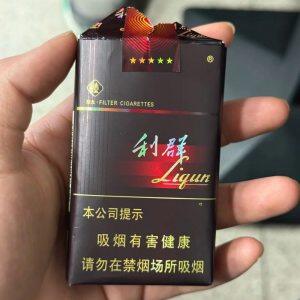 ®
·FILTER CIGARETTES
利群
Liqun
本公司提示
吸烟有害健康
请勿在禁烟场所吸烟